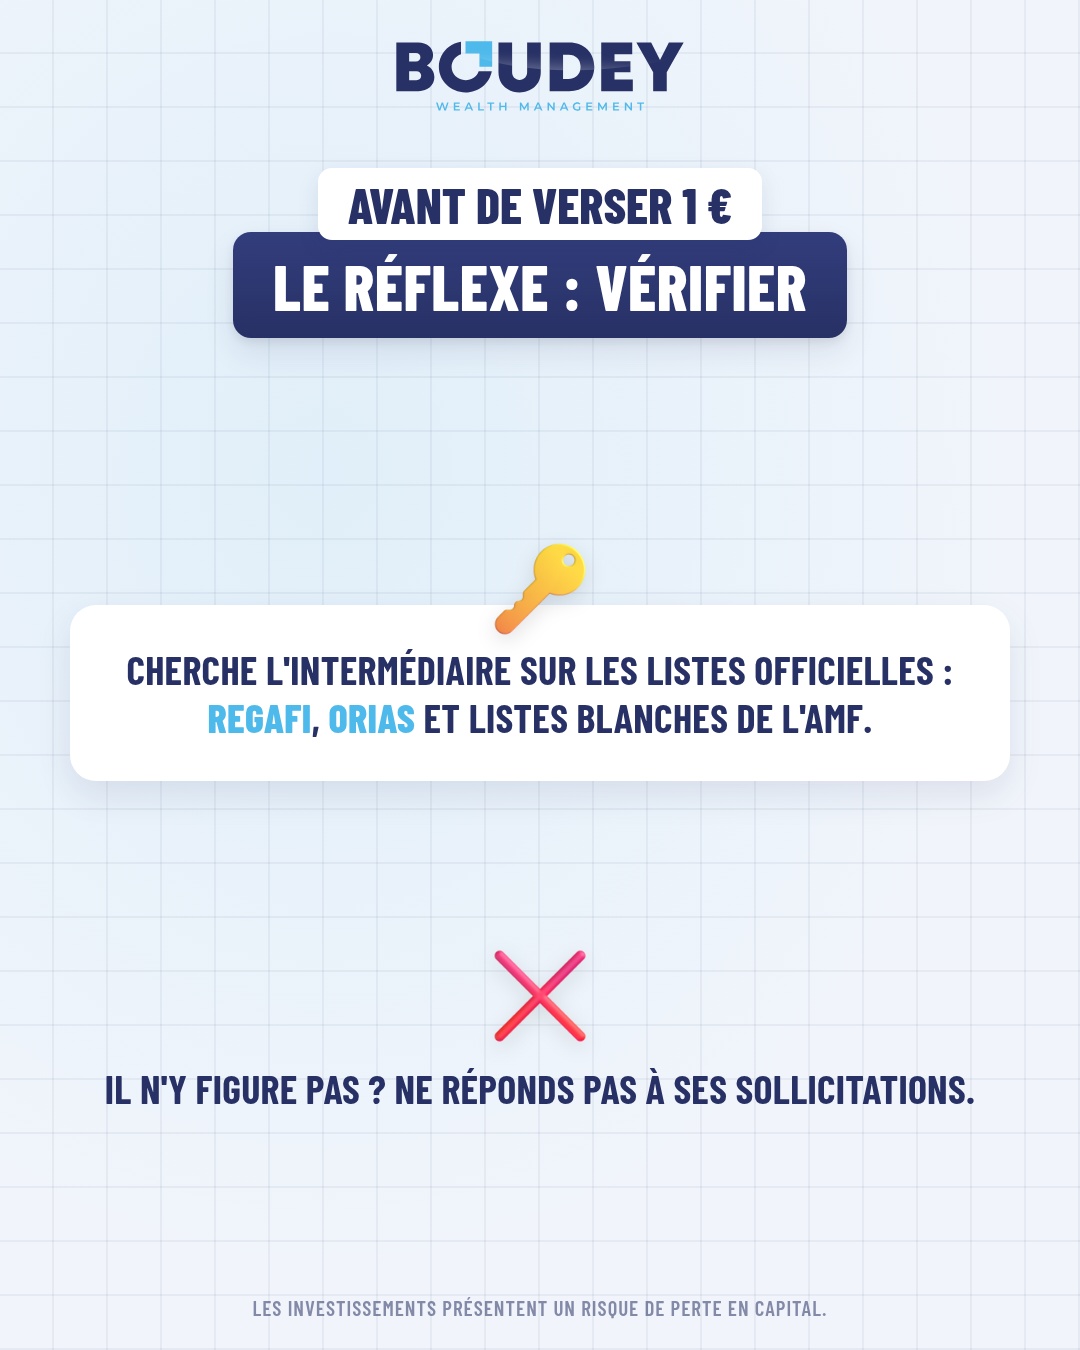 BOUDEY
WEALTH MANAGEMENT
AVANT DE VERSER 1 €
LE RÉFLEXE : VÉRIFIER
CHERCHE L'INTERMÉDIAIRE SUR LES LISTES OFFICIELLES :
REGAFI, ORIAS ET LISTES BLANCHES DE L'AMF.
IL N'Y FIGURE PAS ? NE RÉPONDS PAS À SES SOLLICITATIONS.
LES INVESTISSEMENTS PRÉSENTENT UN RISQUE DE PERTE EN CAPITAL.